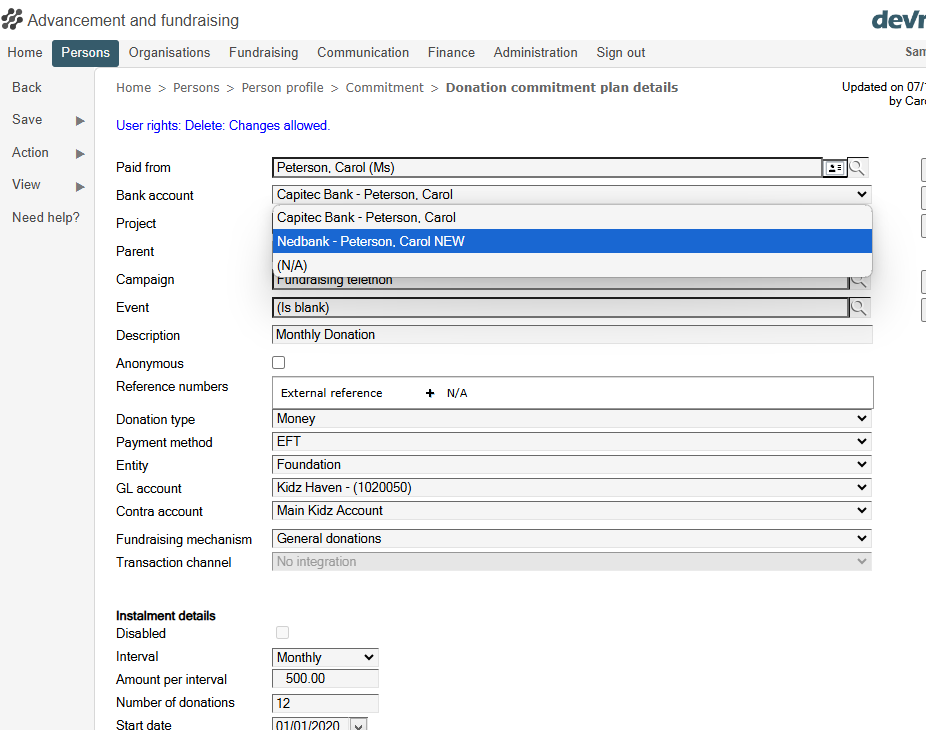 Advancement and fundraising
Home Persons Organisations Fundraising Communication Finance Administration Sign out
Back
Save
Action
View
Need help?
Home > Persons > Person profile > Commitment > Donation commitment plan details
Updated on 07/
User rights: Delete: Changes allowed.
Paid from Peterson, Carol (Ms)
Bank account Capitec Bank - Peterson, Carol
Capitec Bank - Peterson, Carol
Nedbank - Peterson, Carol NEW
(N/A)
Project
Parent
Campaign Fundraising telethon
Event (Is blank)
Description Monthly Donation
Anonymous
Reference numbers External reference + N/A
Donation type Money
Payment method EFT
Entity Foundation
GL account Kidz Haven - (1020050)
Contra account Main Kidz Account
Fundraising mechanism General donations
Transaction channel No integration
Instalment details
Disabled
Interval Monthly
Amount per interval 500.00
Number of donations 12
Start date 01/01/2020